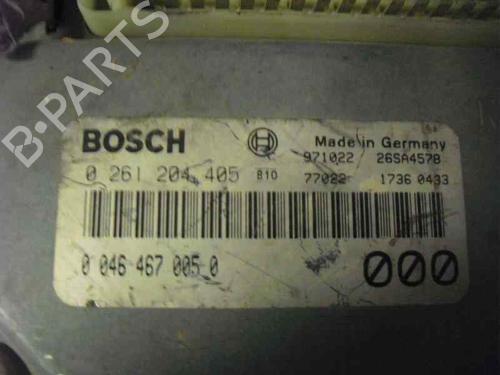 BOSCH
Made in Germany
971022 26SA4578
0 261 204 405 B10
77022 1736 0433
0 046 467 005 0
000
B-PARTS